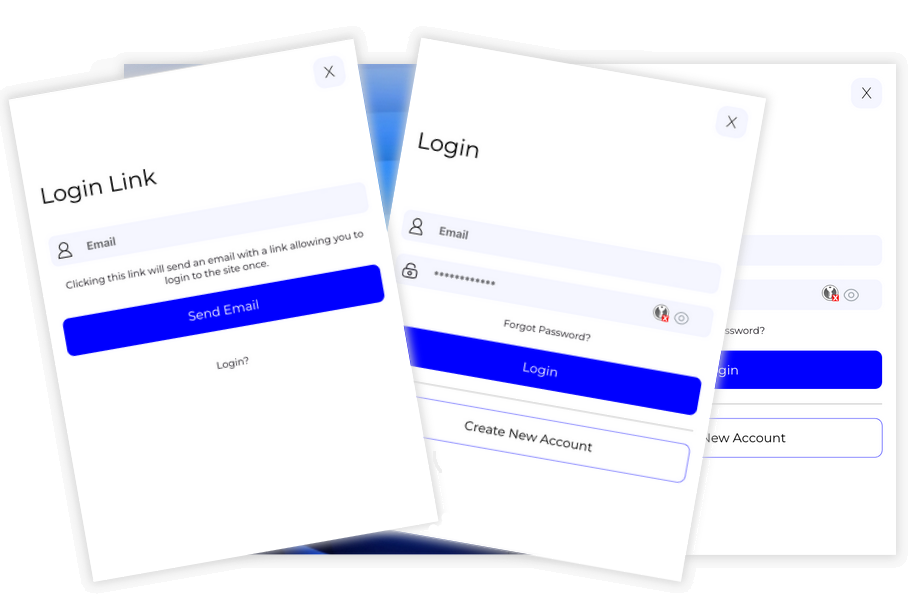 X
Login Link
Email
Clicking this link will send an email with a link allowing you to
login to the site once.
Send Email
Login?
X
Login
Email
************
Forgot Password?
Login
Create New Account
X
ssword?
gin
New Account